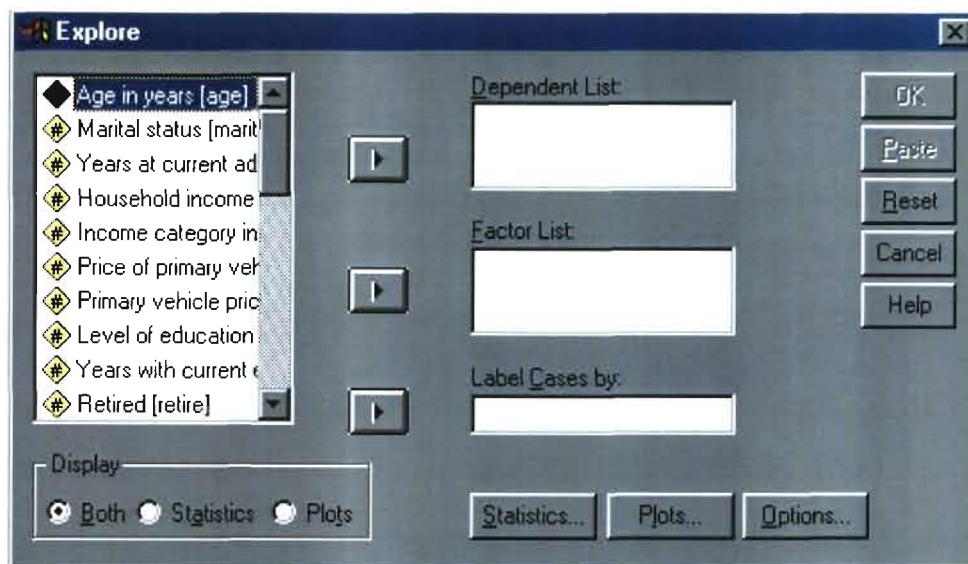 Explore
Age in years [age]
# Marital status [marit
# Years at current ad
# Household income
# Income category in
# Price of primary veh
# Primary vehicle pric
# Level of education
# Years with current e
# Retired [retire]
Display
Both Statistics Plots
Dependent List:
Factor List:
Label Cases by:
Statistics... Plots... Options...
OK
Paste
Reset
Cancel
Help